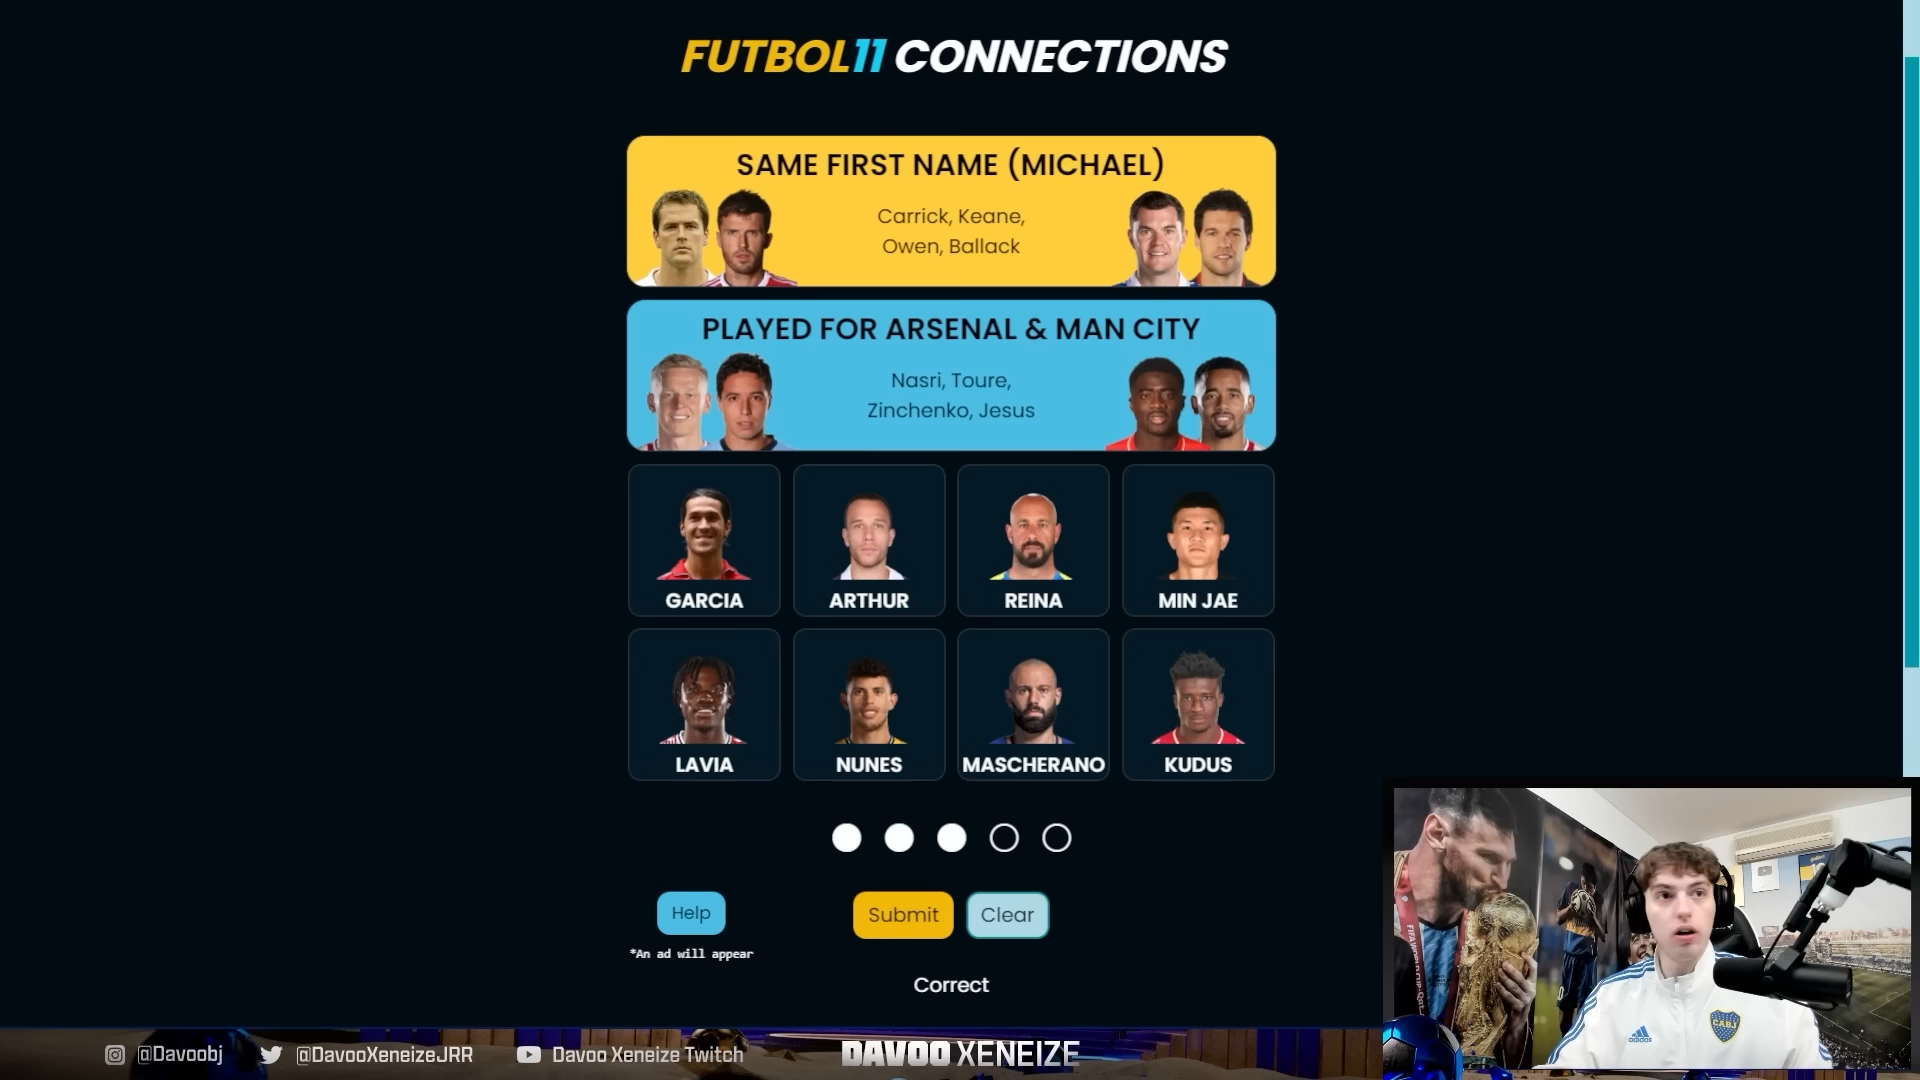 FUTBOL11 CONNECTIONS
SAME FIRST NAME (MICHAEL)
Carrick, Keane,
Owen, Ballack
PLAYED FOR ARSENAL & MAN CITY
Nasri, Toure,
Zinchenko, Jesus
GARCIA
ARTHUR
REINA
MIN JAE
LAVIA
NUNES
MASCHERANO
KUDUS
Help
Submit
Clear
*An ad will appear
Correct
adidas
CABJ
@Davoobj
@DavooXeneizeJRR
Davoo Xeneize Twitch
DAVOO XENEIZE